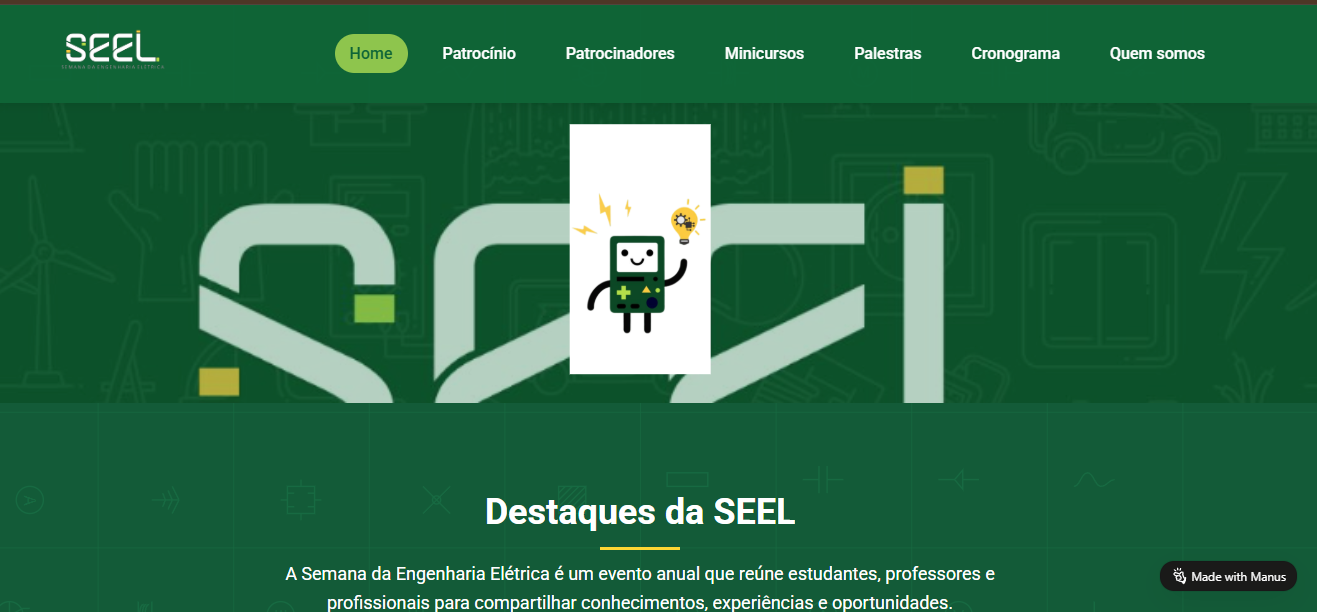 SEEL
SEMANA DA ENGENHARIA ELÉTRICA
Home
Patrocínio
Patrocinadores
Minicursos
Palestras
Cronograma
Quem somos
Destaques da SEEL
A Semana da Engenharia Elétrica é um evento anual que reúne estudantes, professores e
profissionais para compartilhar conhecimentos, experiências e oportunidades.
Made with Manus